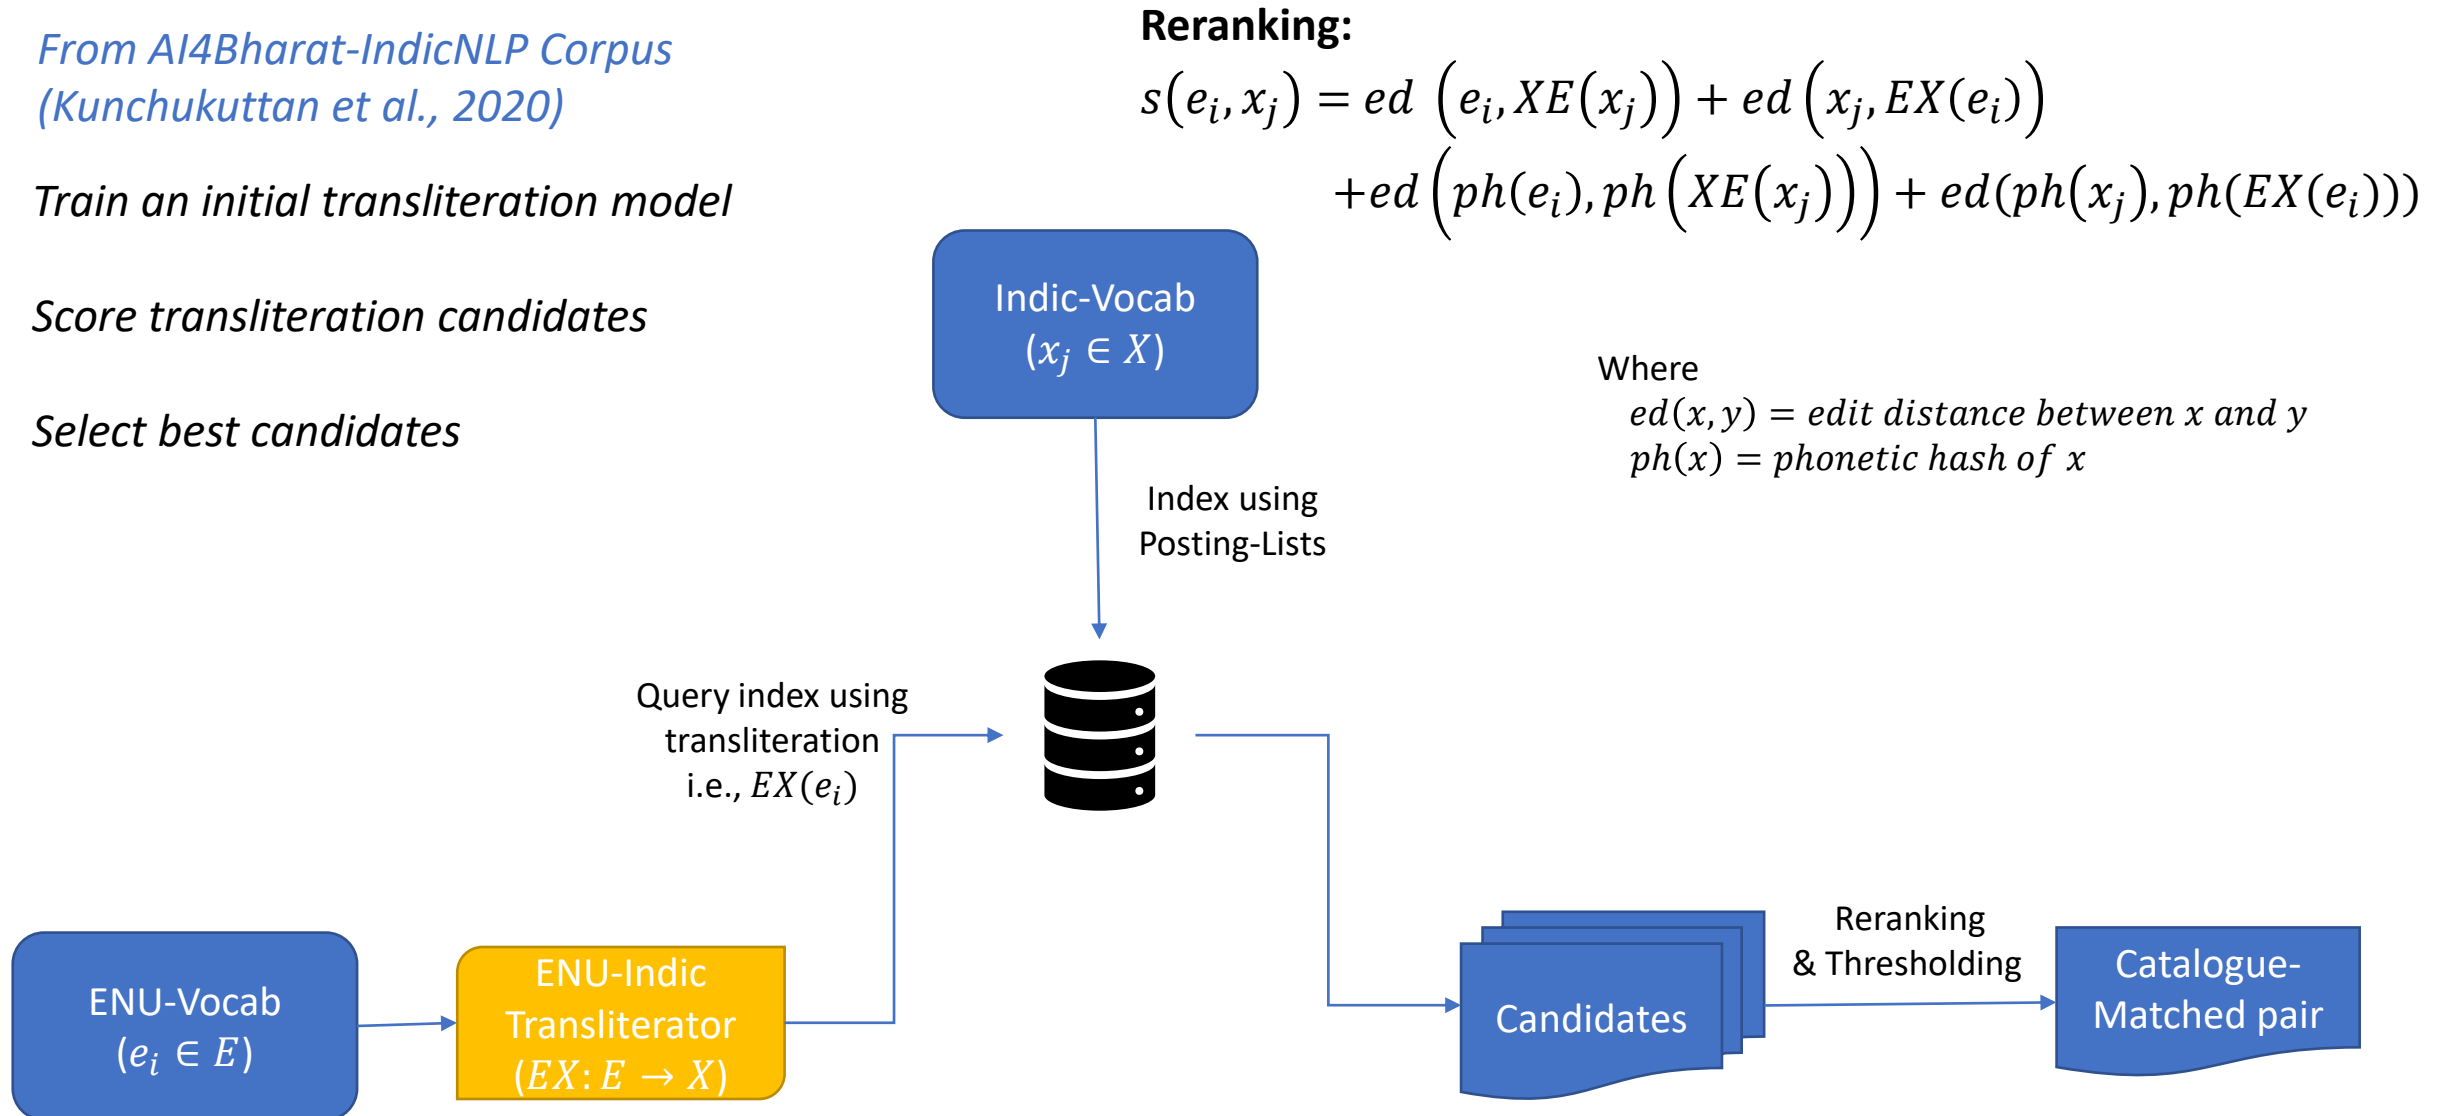 From AI4Bharat-IndicNLP Corpus
(Kunchukuttan et al., 2020)
Train an initial transliteration model
Score transliteration candidates
Select best candidates
Reranking:
s(e_i, x_j) = ed (e_i, XE(x_j)) + ed (x_j, EX(e_i))
+ed (ph(e_i), ph (XE(x_j))) + ed(ph(x_j), ph(EX(e_i)))
Where
ed(x, y) = edit distance between x and y
ph(x) = phonetic hash of x
Indic-Vocab
(x_j ∈ X)
Index using
Posting-Lists
Query index using
transliteration
i.e., EX(e_i)
ENU-Vocab
(e_i ∈ E)
ENU-Indic
Transliterator
(EX: E → X)
Candidates
Reranking
& Thresholding
Catalogue-
Matched pair